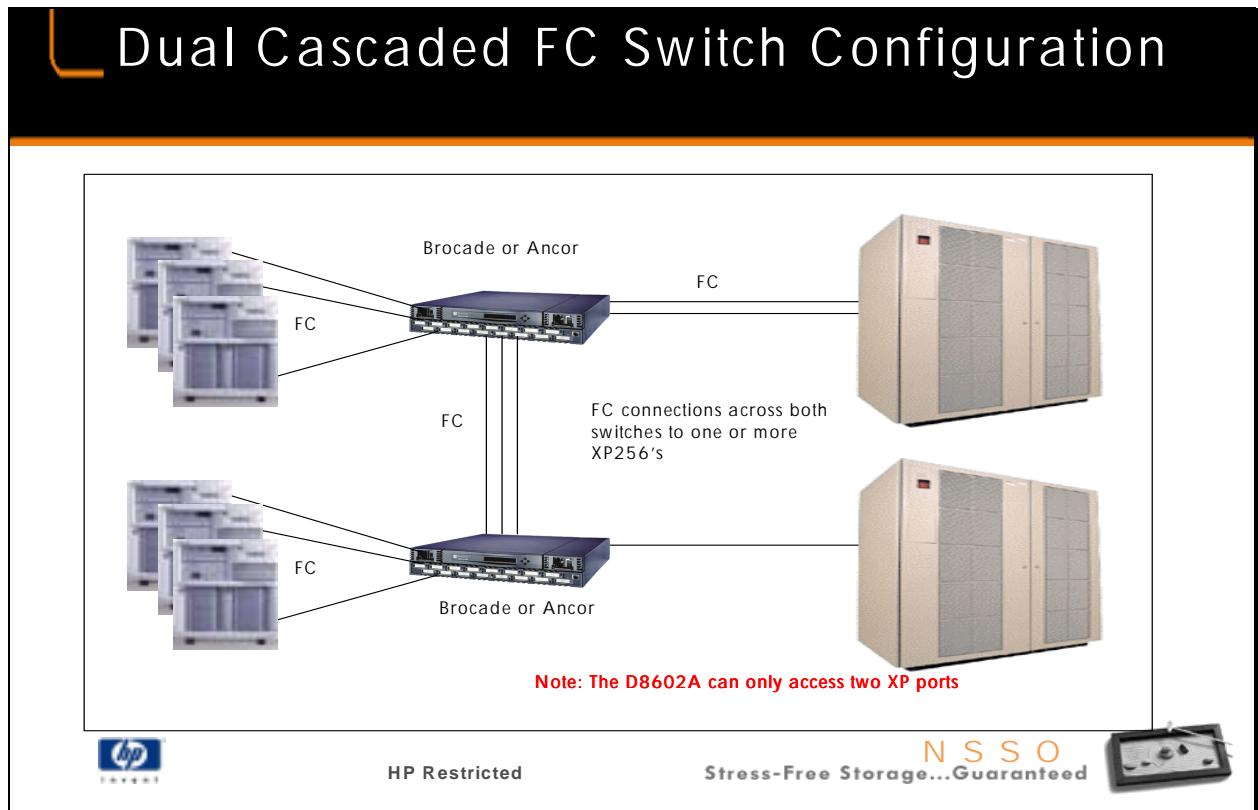 Dual Cascaded FC Switch Configuration
Brocade or Ancor
FC
FC
FC
FC connections across both
switches to one or more
XP256's
FC
Brocade or Ancor
Note: The D8602A can only access two XP ports
hp
invent
HP Restricted
NSSO
Stress-Free Storage...Guaranteed